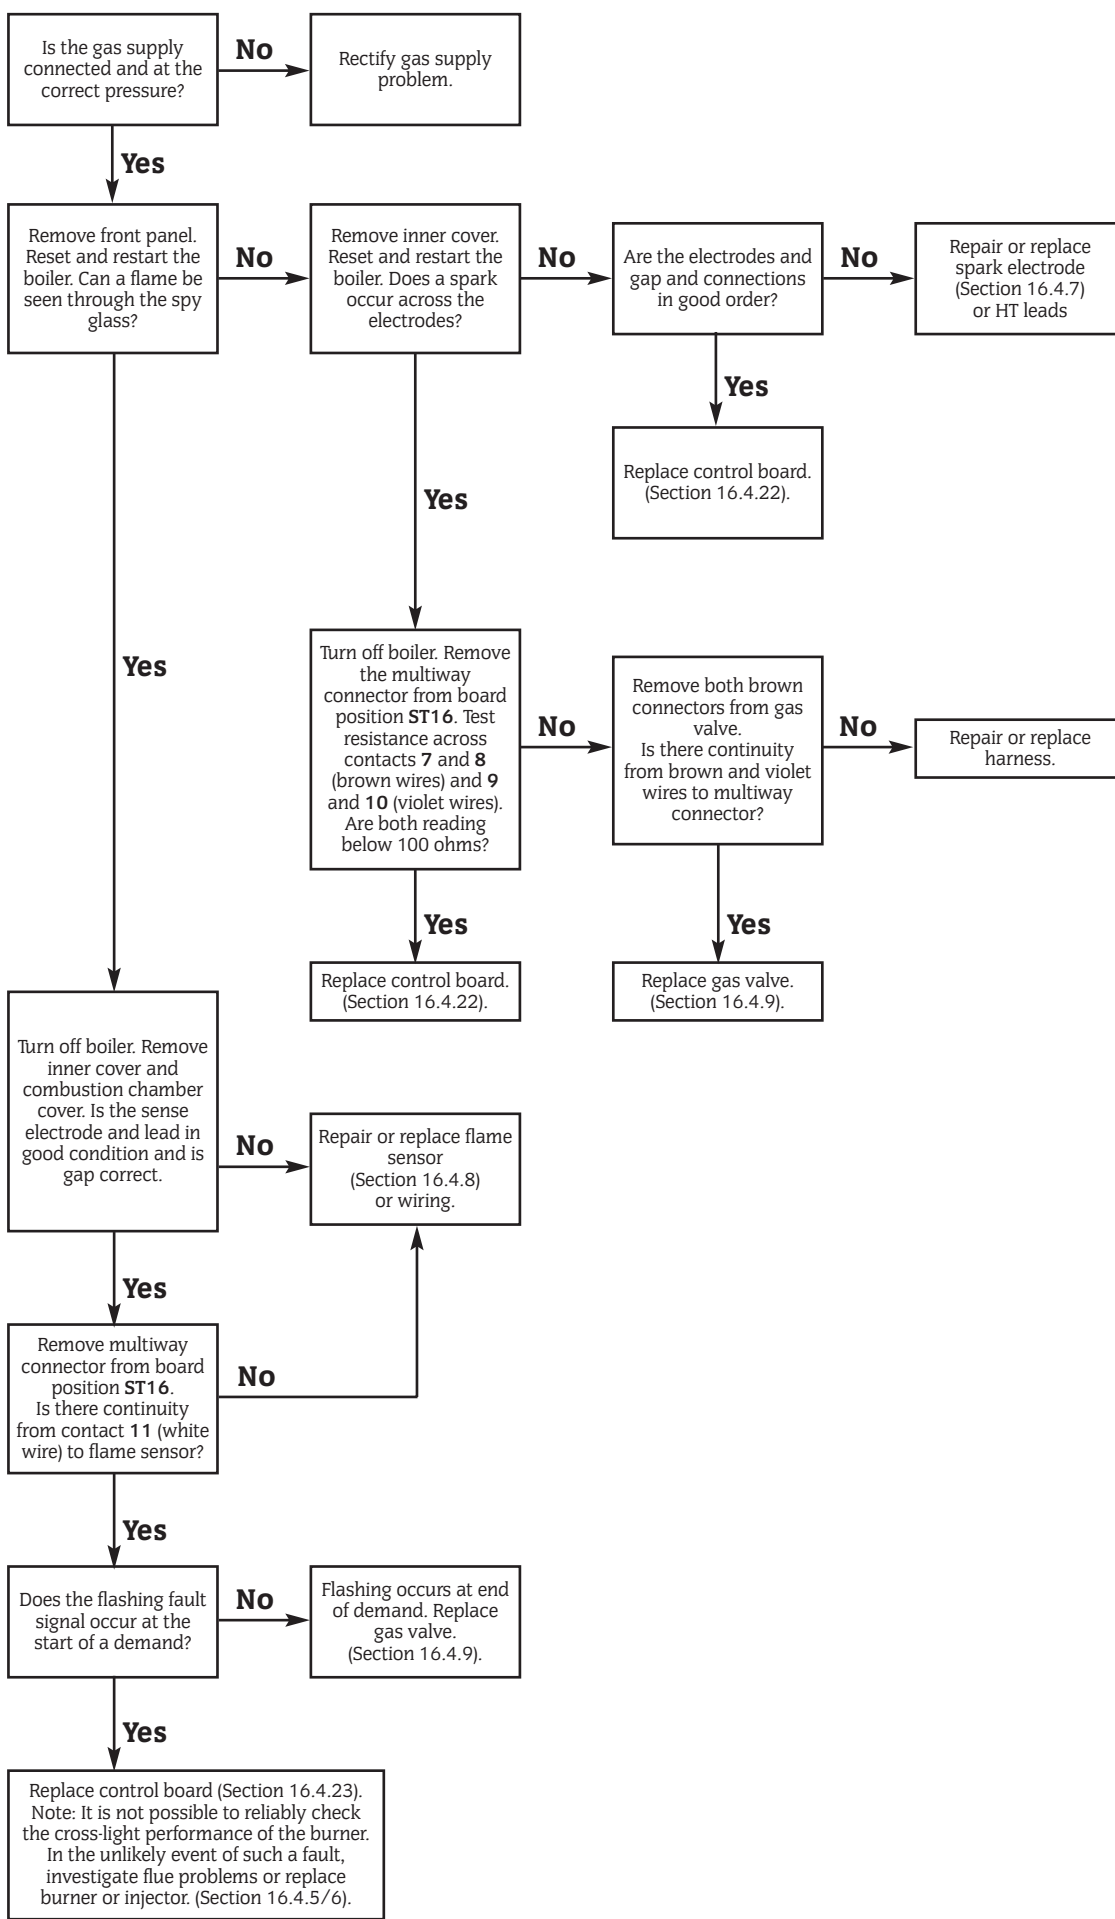 Is the gas supply
connected and at the
correct pressure?
No
Rectify gas supply
problem.
Yes
Remove front panel.
Reset and restart the
boiler. Can a flame be
seen through the spy
glass?
No
Remove inner cover.
Reset and restart the
boiler. Does a spark
occur across the
electrodes?
No
Are the electrodes and
gap and connections
in good order?
No
Repair or replace
spark electrode
(Section 16.4.7)
or HT leads
Yes
Replace control board.
(Section 16.4.22).
Yes
Yes
Turn off boiler. Remove
the multiway
connector from board
position ST16. Test
resistance across
contacts 7 and 8
(brown wires) and 9
and 10 (violet wires).
Are both reading
below 100 ohms?
No
Remove both brown
connectors from gas
valve.
Is there continuity
from brown and violet
wires to multiway
connector?
No
Repair or replace
harness.
Yes
Replace control board.
(Section 16.4.22).
Yes
Replace gas valve.
(Section 16.4.9).
Turn off boiler. Remove
inner cover and
combustion chamber
cover. Is the sense
electrode and lead in
good condition and is
gap correct.
No
Repair or replace flame
sensor
(Section 16.4.8)
or wiring.
Yes
Remove multiway
connector from board
position ST16.
Is there continuity
from contact 11 (white
wire) to flame sensor?
No
Yes
Does the flashing fault
signal occur at the
start of a demand?
No
Flashing occurs at end
of demand. Replace
gas valve.
(Section 16.4.9).
Yes
Replace control board (Section 16.4.23).
Note: It is not possible to reliably check
the cross-light performance of the burner.
In the unlikely event of such a fault,
investigate flue problems or replace
burner or injector. (Section 16.4.5/6).